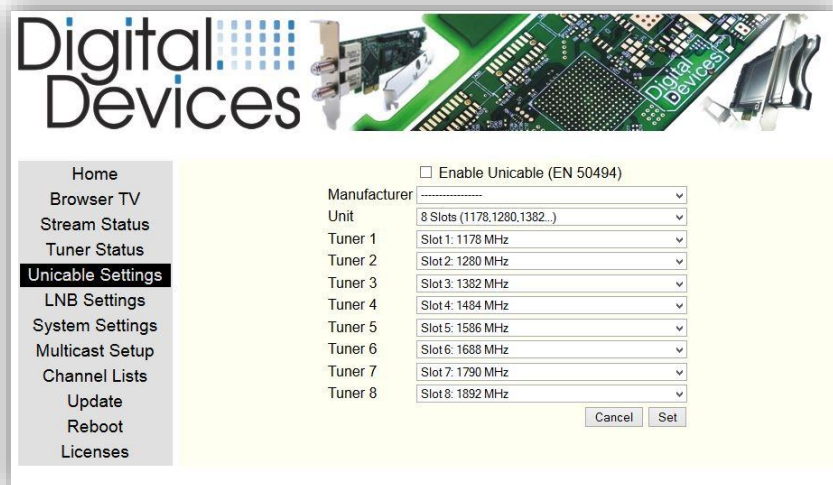 Digital
Devices
Digital
Devices
Home
Browser TV
Stream Status
Tuner Status
Unicable Settings
LNB Settings
System Settings
Multicast Setup
Channel Lists
Update
Reboot
Licenses
Enable Unicable (EN 50494)
Manufacturer ----------------
Unit 8 Slots (1178,1280,1382...)
Tuner 1 Slot 1: 1178 MHz
Tuner 2 Slot 2: 1280 MHz
Tuner 3 Slot 3: 1382 MHz
Tuner 4 Slot 4: 1484 MHz
Tuner 5 Slot 5: 1586 MHz
Tuner 6 Slot 6: 1688 MHz
Tuner 7 Slot 7: 1790 MHz
Tuner 8 Slot 8: 1892 MHz
Cancel Set